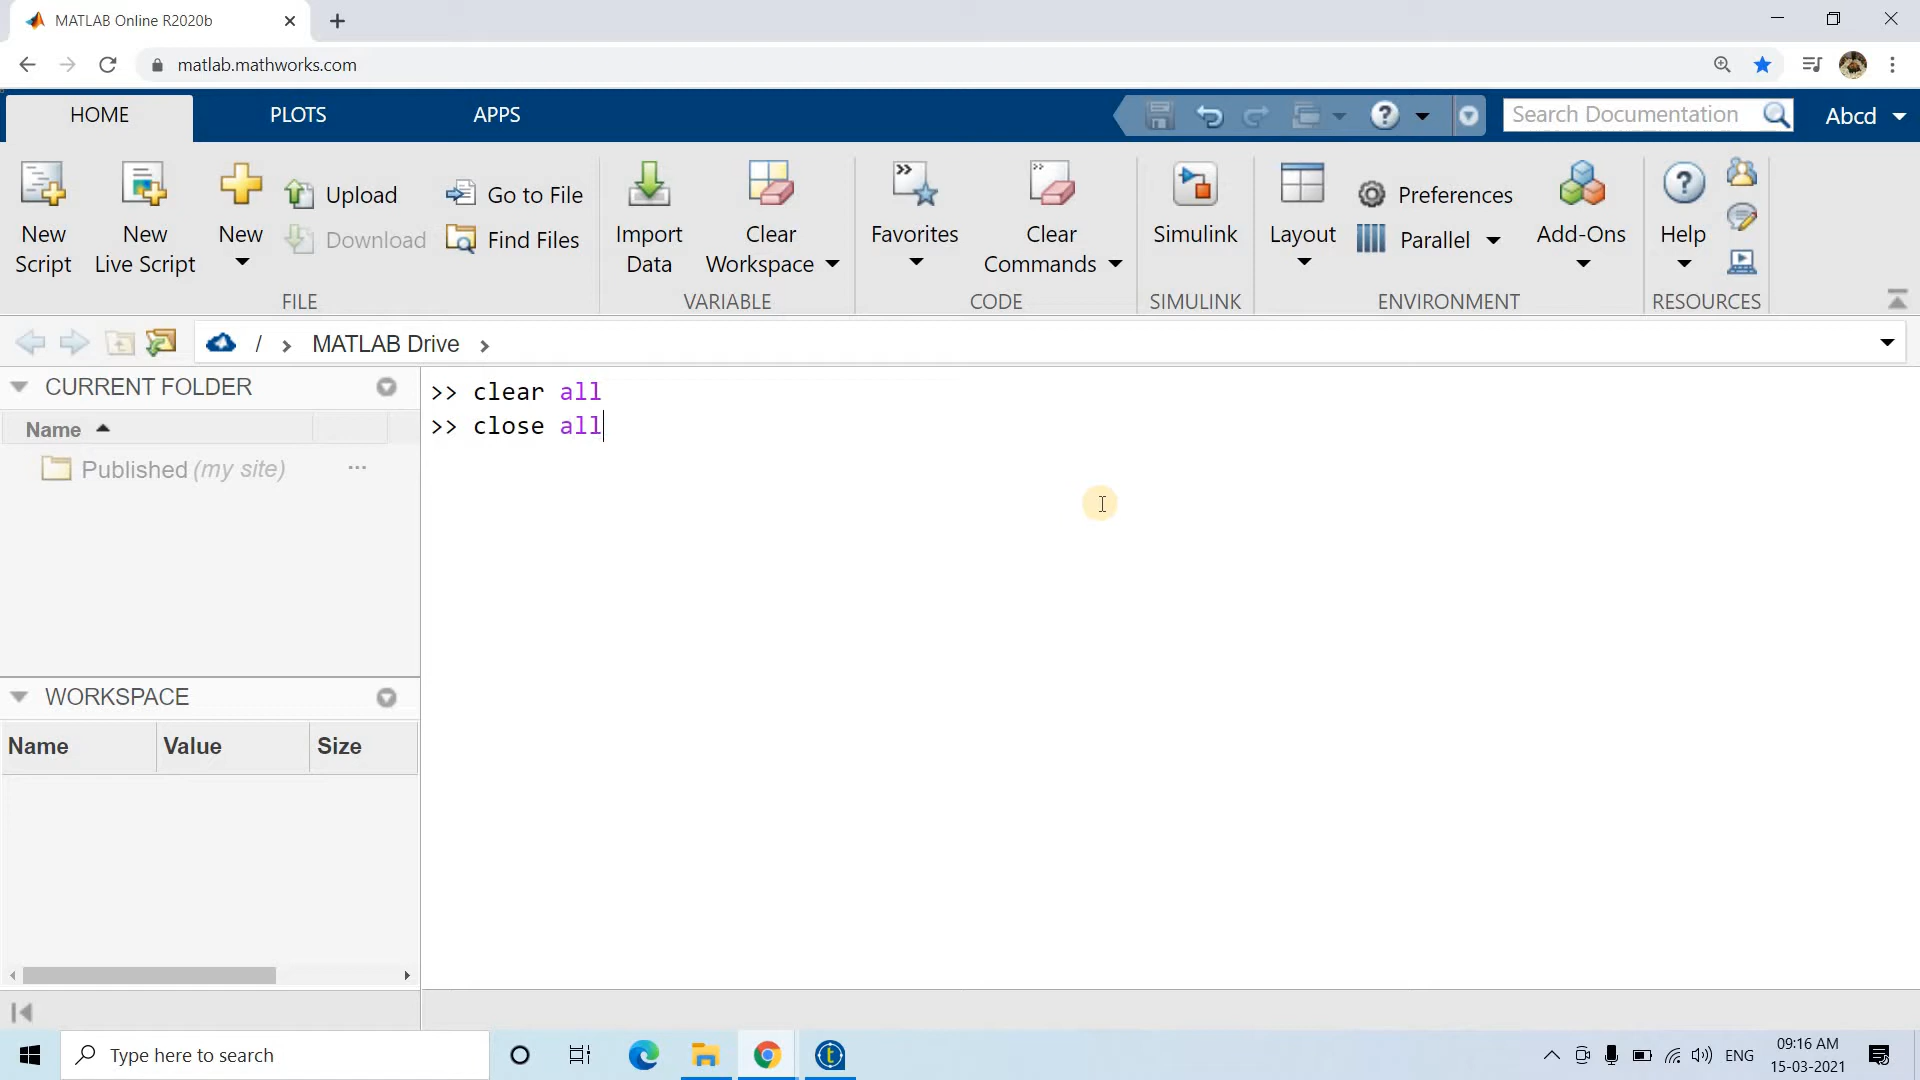 MATLAB Online R2020b
matlab.mathworks.com
HOME PLOTS APPS
Search Documentation Abcd
New Script
New Live Script
New
Upload
Download
Go to File
Find Files
FILE
Import Data
Clear Workspace
VARIABLE
Favorites
Clear Commands
CODE
Simulink
SIMULINK
Layout
Preferences
Parallel
Add-Ons
ENVIRONMENT
Help
RESOURCES
/ › MATLAB Drive ›
CURRENT FOLDER
Name
Published (my site) ...
WORKSPACE
Name Value Size
>> clear all
>> close all
Type here to search
ENG
09:16 AM
15-03-2021